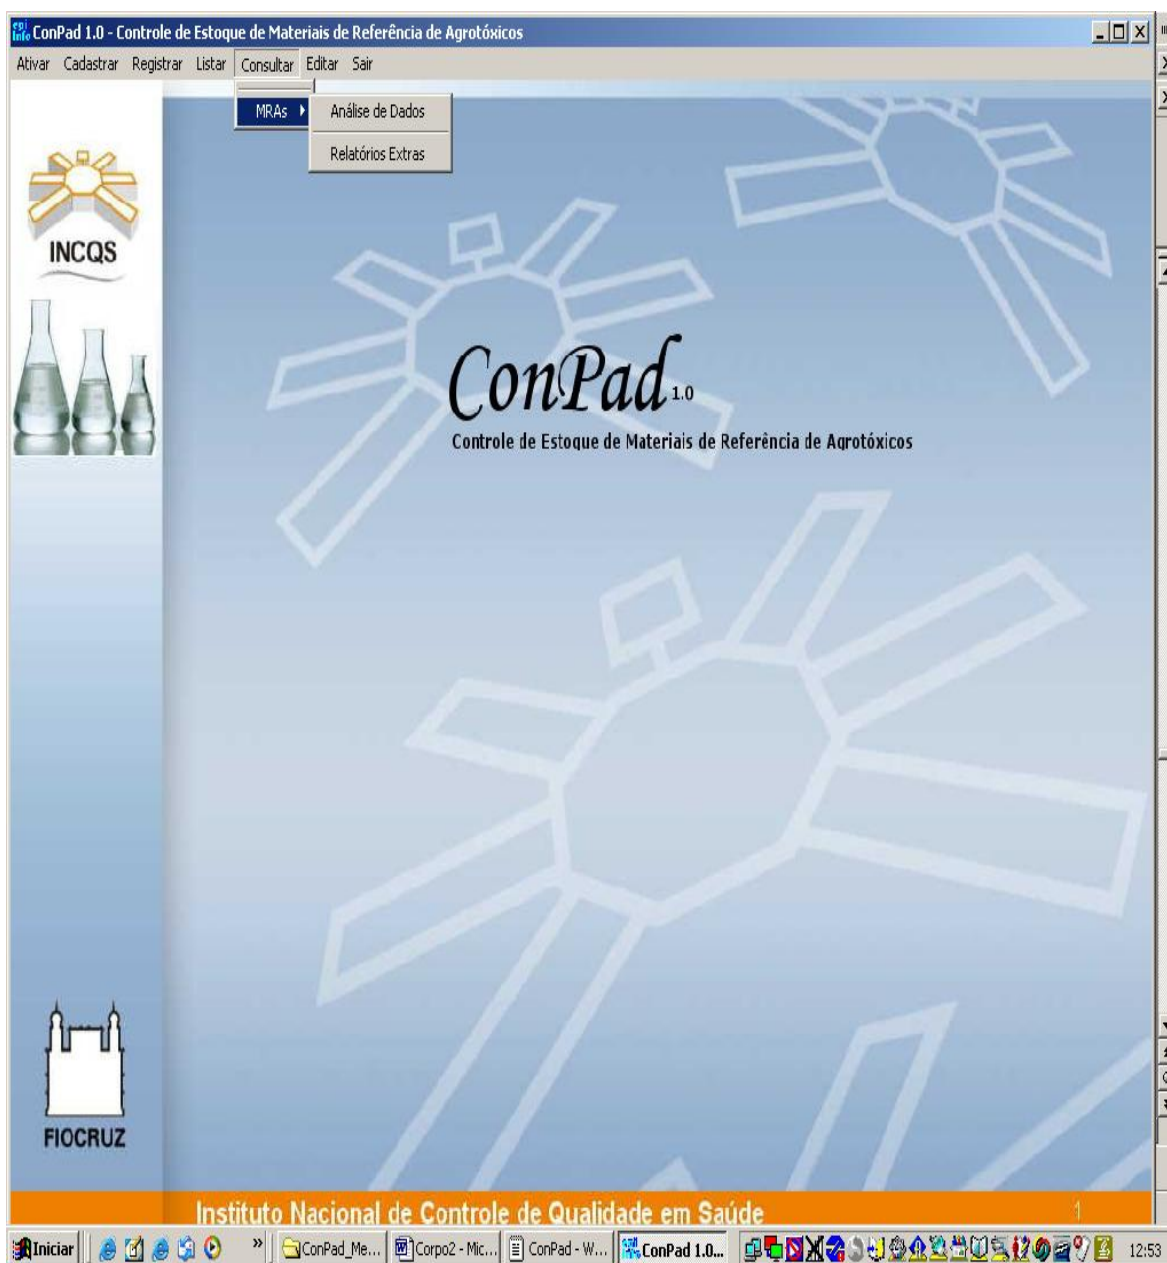 epi info ConPad 1.0 - Controle de Estoque de Materiais de Referência de Agrotóxicos
Ativar Cadastrar Registrar Listar Consultar Editar Sair
MRAs Análise de Dados
Relatórios Extras
INCQS
ConPad 1.0
Controle de Estoque de Materiais de Referência de Agrotóxicos
FIOCRUZ
Instituto Nacional de Controle de Qualidade em Saúde 1
Iniciar » ConPad_Me... Corpo2 - Mic... ConPad - W... ConPad 1.0... 12:53